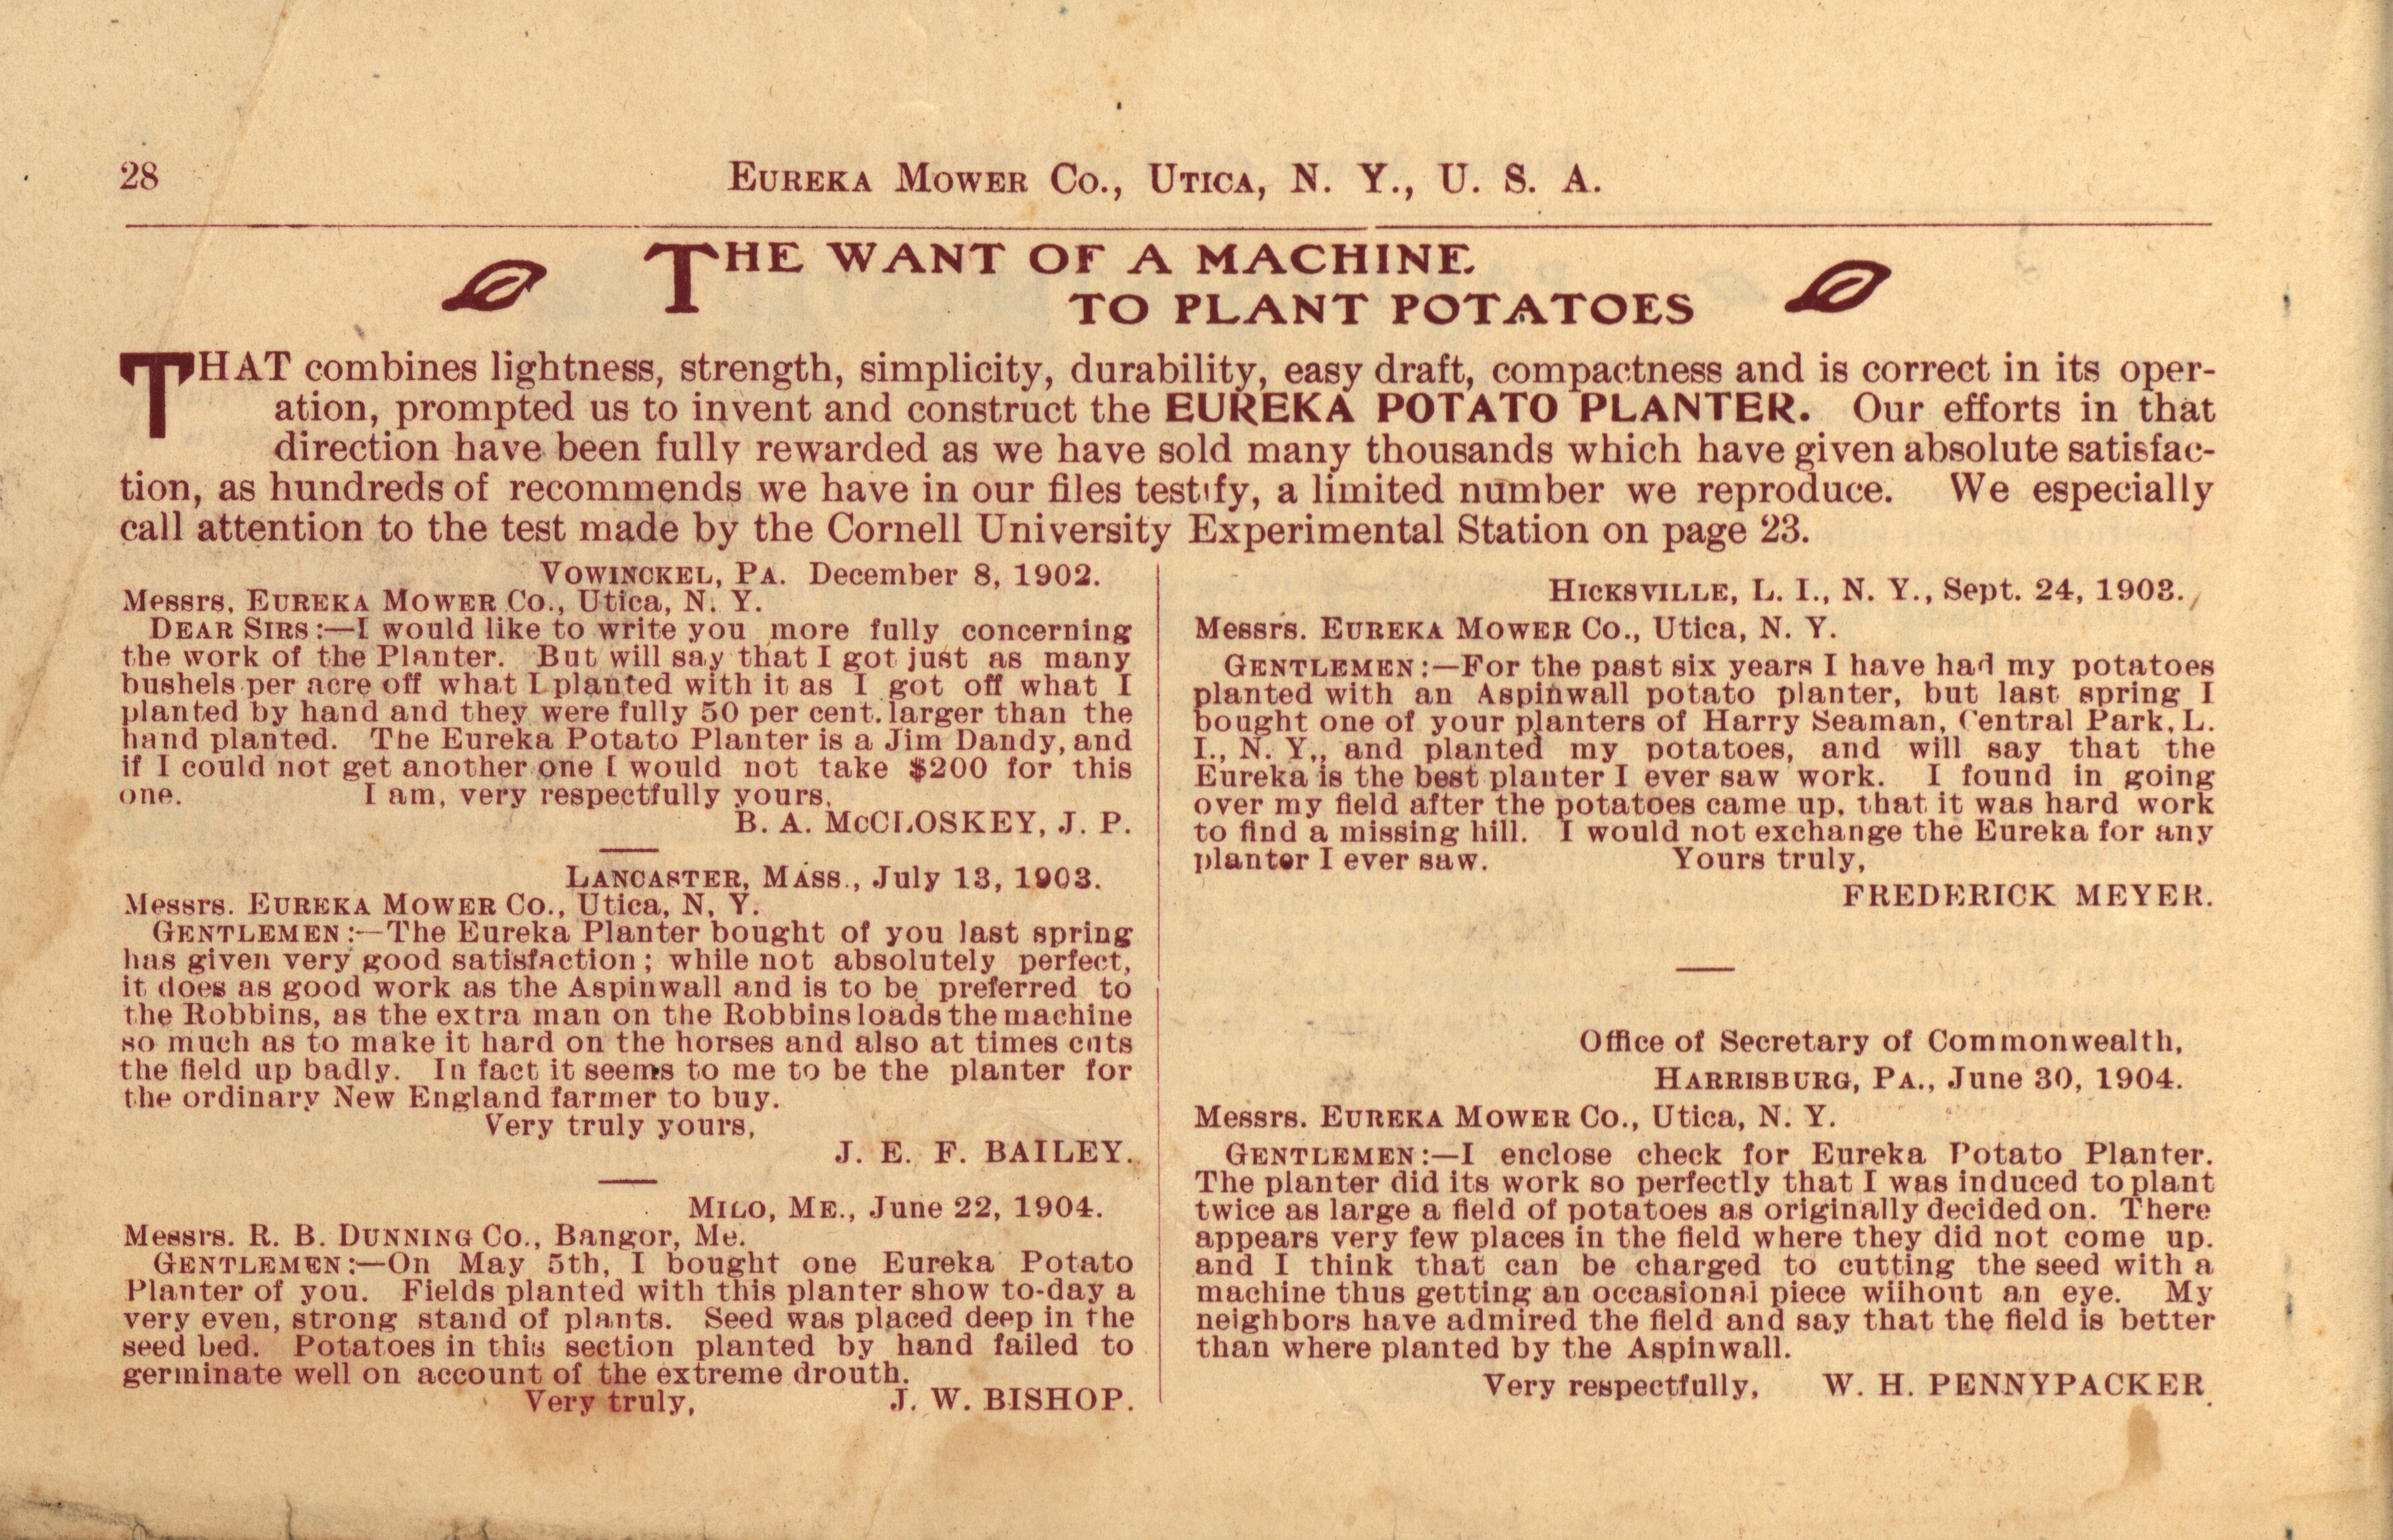 28
EUREKA MOWER CO., UTICA, N. Y., U. S. A.
THE WANT OF A MACHINE
TO PLANT POTATOES
THAT combines lightness, strength, simplicity, durability, easy draft, compactness and is correct in its oper-
ation, prompted us to invent and construct the EUREKA POTATO PLANTER. Our efforts in that
direction have been fully rewarded as we have sold many thousands which have given absolute satisfac-
tion, as hundreds of recommends we have in our files testify, a limited number we reproduce. We especially
call attention to the test made by the Cornell University Experimental Station on page 23.
VOWINCKEL, PA. December 8, 1902.
Messrs. EUREKA MOWER CO., Utica, N. Y.
DEAR SIRS:—I would like to write you more fully concerning
the work of the Planter. But will say that I got just as many
bushels per acre off what I planted with it as I got off what I
planted by hand and they were fully 50 per cent. larger than the
hand planted. The Eureka Potato Planter is a Jim Dandy, and
if I could not get another one I would not take $200 for this
one. I am, very respectfully yours,
B. A. McCLOSKEY, J. P.
LANCASTER, MASS., July 13, 1903.
Messrs. EUREKA MOWER CO., Utica, N, Y.
GENTLEMEN:—The Eureka Planter bought of you last spring
has given very good satisfaction; while not absolutely perfect,
it does as good work as the Aspinwall and is to be preferred to
the Robbins, as the extra man on the Robbins loads the machine
so much as to make it hard on the horses and also at times cuts
the field up badly. In fact it seems to me to be the planter for
the ordinary New England farmer to buy.
Very truly yours,
J. E. F. BAILEY.
MILO, ME., June 22, 1904.
Messrs. R. B. DUNNING CO., Bangor, Me.
GENTLEMEN:—On May 5th, I bought one Eureka Potato
Planter of you. Fields planted with this planter show to-day a
very even, strong stand of plants. Seed was placed deep in the
seed bed. Potatoes in this section planted by hand failed to
germinate well on account of the extreme drouth.
Very truly, J. W. BISHOP.
HICKSVILLE, L. I., N. Y., Sept. 24, 1903.
Messrs. EUREKA MOWER CO., Utica, N. Y.
GENTLEMEN:—For the past six years I have had my potatoes
planted with an Aspinwall potato planter, but last spring I
bought one of your planters of Harry Seaman, Central Park, L.
I., N. Y,, and planted my potatoes, and will say that the
Eureka is the best planter I ever saw work. I found in going
over my field after the potatoes came up, that it was hard work
to find a missing hill. I would not exchange the Eureka for any
planter I ever saw. Yours truly,
FREDERICK MEYER.
Office of Secretary of Commonwealth,
HARRISBURG, PA., June 30, 1904.
Messrs. EUREKA MOWER CO., Utica, N. Y.
GENTLEMEN:—I enclose check for Eureka Potato Planter.
The planter did its work so perfectly that I was induced to plant
twice as large a field of potatoes as originally decided on. There
appears very few places in the field where they did not come up.
and I think that can be charged to cutting the seed with a
machine thus getting an occasional piece wiihout an eye. My
neighbors have admired the field and say that the field is better
than where planted by the Aspinwall.
Very respectfully, W. H. PENNYPACKER.